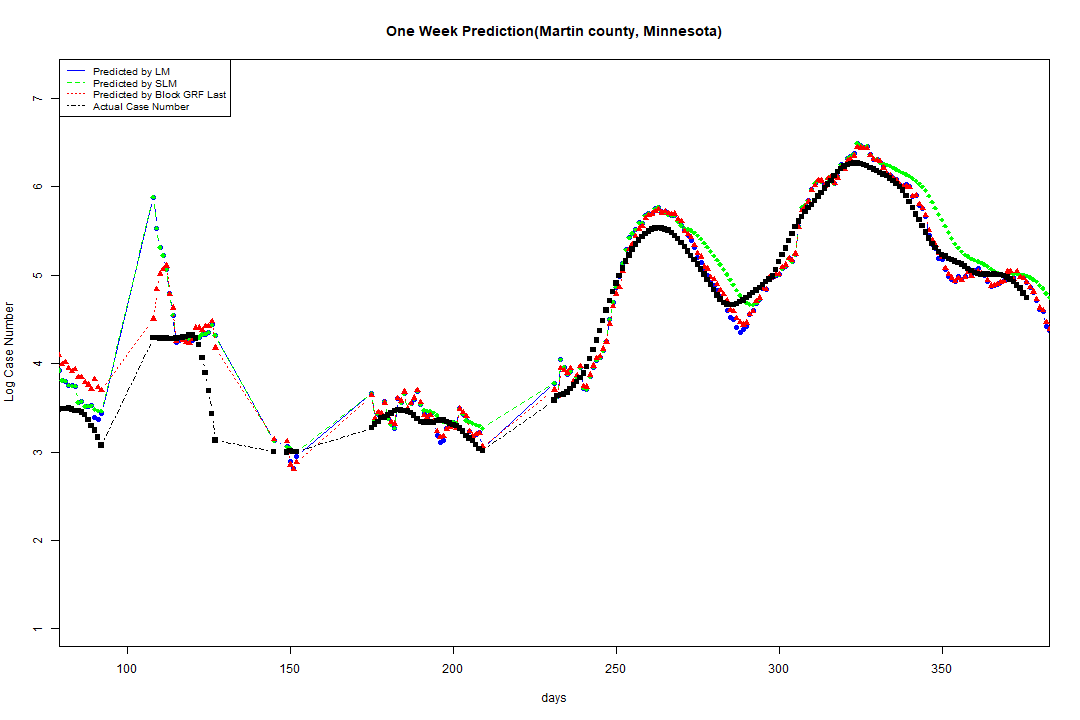 One Week Prediction(Martin county, Minnesota)
Predicted by LM
Predicted by SLM
Predicted by Block GRF Last
Actual Case Number
Log Case Number
7
6
5
4
3
2
1
100 150 200 250 300 350
days